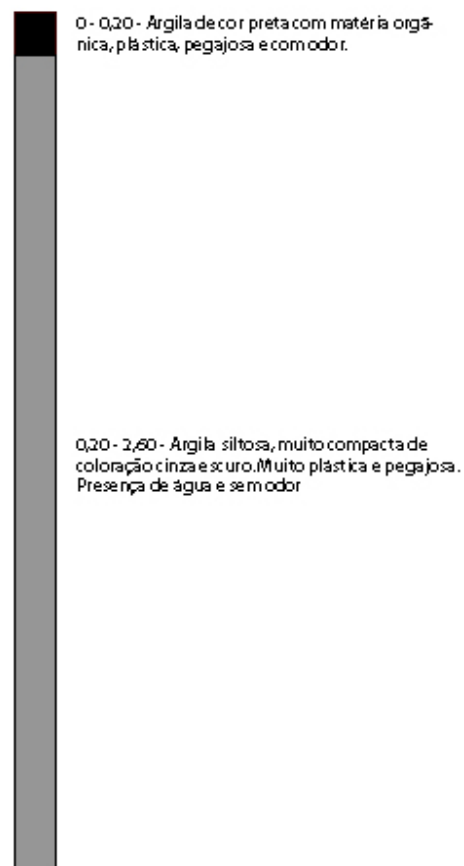 0 - 0,20 - Argila de cor preta com matéria orgâ-
nica, plástica, pegajosa e com odor.
0,20 - 2,60 - Argila siltosa, muito compacta de
coloração cinza escuro. Muito plástica e pegajosa.
Presença de água e sem odor